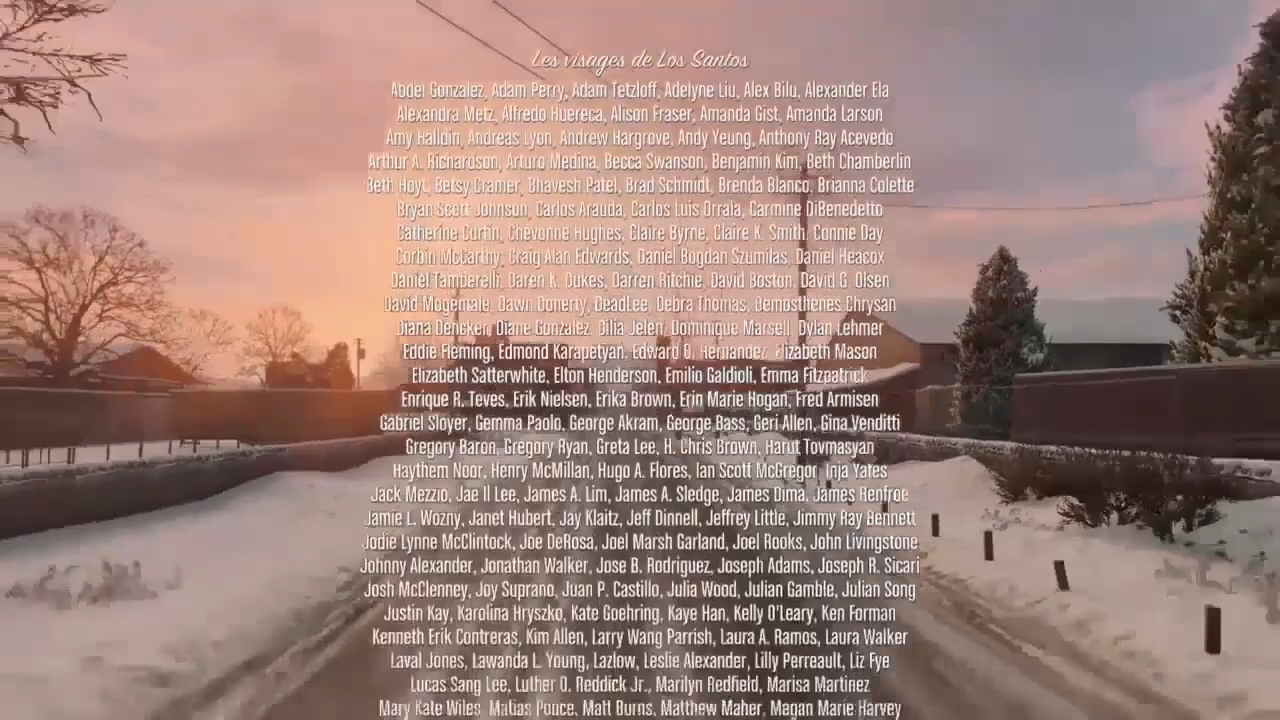 Les visages de Los Santos
Abdel Gonzalez, Adam Perry, Adam Tetzloff, Adelyne Liu, Alex Bilu, Alexander Ela
Alexandra Metz, Alfredo Huereca, Alison Fraser, Amanda Gist, Amanda Larson
Amy Halldin, Andreas Lyon, Andrew Hargrove, Andy Yeung, Anthony Ray Acevedo
Arthur A. Richardson, Arturo Medina, Becca Swanson, Benjamin Kim, Beth Chamberlin
Beth Hoyt, Betsy Cramer, Bhavesh Patel, Brad Schmidt, Brenda Blanco, Brianna Colette
Bryan Scott Johnson, Carlos Arauda, Carlos Luis Orrala, Carmine DiBenedetto
Catherine Curtin, Chevonne Hughes, Claire Byrne, Claire K. Smith, Connie Day
Corbin McCarthy, Craig Alan Edwards, Daniel Bogdan Szumilas, Daniel Heacox
Daniel Tamberelli, Daren K. Dukes, Darren Ritchie, David Boston, David G. Olsen
David Mogentale, Dawn Doherty, DeadLee, Debra Thomas, Demosthenes Chrysan
Diana Dencker, Diane Gonzalez, Dilia Jelen, Dominique Marsell, Dylan Lehmer
Eddie Fleming, Edmond Karapetyan, Edward O. Hernandez, Elizabeth Mason
Elizabeth Satterwhite, Elton Henderson, Emilio Galdioli, Emma Fitzpatrick
Enrique R. Teves, Erik Nielsen, Erika Brown, Erin Marie Hogan, Fred Armisen
Gabriel Sloyer, Gemma Paolo, George Akram, George Bass, Geri Allen, Gina Venditti
Gregory Baron, Gregory Ryan, Greta Lee, H. Chris Brown, Harut Tovmasyan
Haythem Noor, Henry McMillan, Hugo A. Flores, Ian Scott McGregor, Inja Yates
Jack Mezzio, Jae Il Lee, James A. Lim, James A. Sledge, James Dima, James Renfroe
Jamie L. Wozny, Janet Hubert, Jay Klaitz, Jeff Dinnell, Jeffrey Little, Jimmy Ray Bennett
Jodie Lynne McClintock, Joe DeRosa, Joel Marsh Garland, Joel Rooks, John Livingstone
Johnny Alexander, Jonathan Walker, Jose B. Rodriguez, Joseph Adams, Joseph R. Sicari
Josh McClenney, Joy Suprano, Juan P. Castillo, Julia Wood, Julian Gamble, Julian Song
Justin Kay, Karolina Hryszko, Kate Goehring, Kaye Han, Kelly O'Leary, Ken Forman
Kenneth Erik Contreras, Kim Allen, Larry Wang Parrish, Laura A. Ramos, Laura Walker
Laval Jones, Lawanda L. Young, Lazlow, Leslie Alexander, Lilly Perreault, Liz Fye
Lucas Sang Lee, Luther O. Reddick Jr., Marilyn Redfield, Marisa Martinez
Mary Kate Wiles, Matias Ponce, Matt Burns, Matthew Maher, Megan Marie Harvey